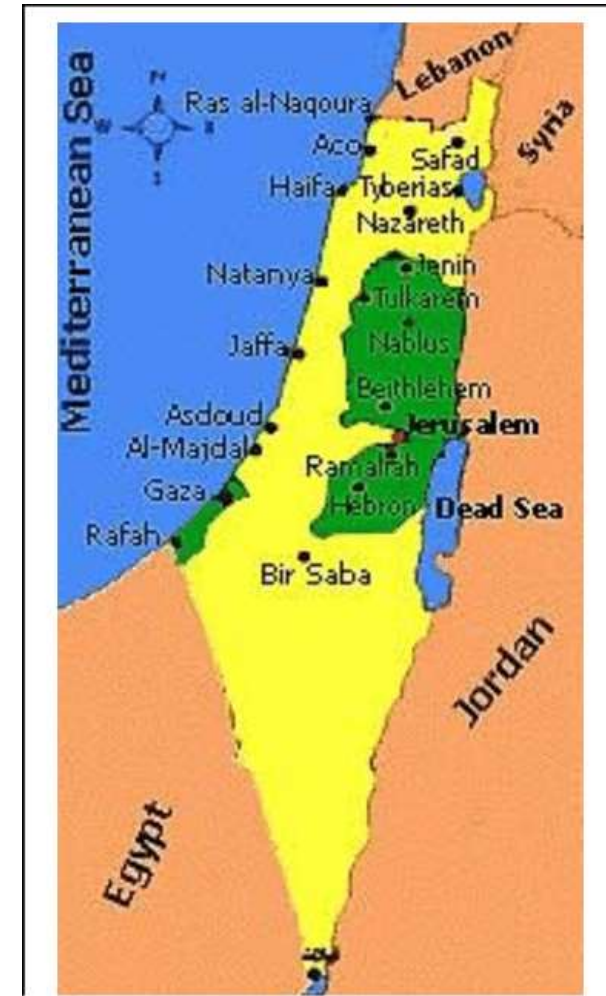 Mediterranean Sea
N
Lebanon
Syria
Ras al-Naqoura
Aco
Safad
Haifa
Tyberias
Nazareth
Jenin
Natanya
Tulkarem
Nablus
Jaffa
Beithlehem
Asdoud
Jerusalem
Al-Majdal
Ramallah
Gaza
Hebron
Dead Sea
Rafah
Bir Saba
Jordan
Egypt